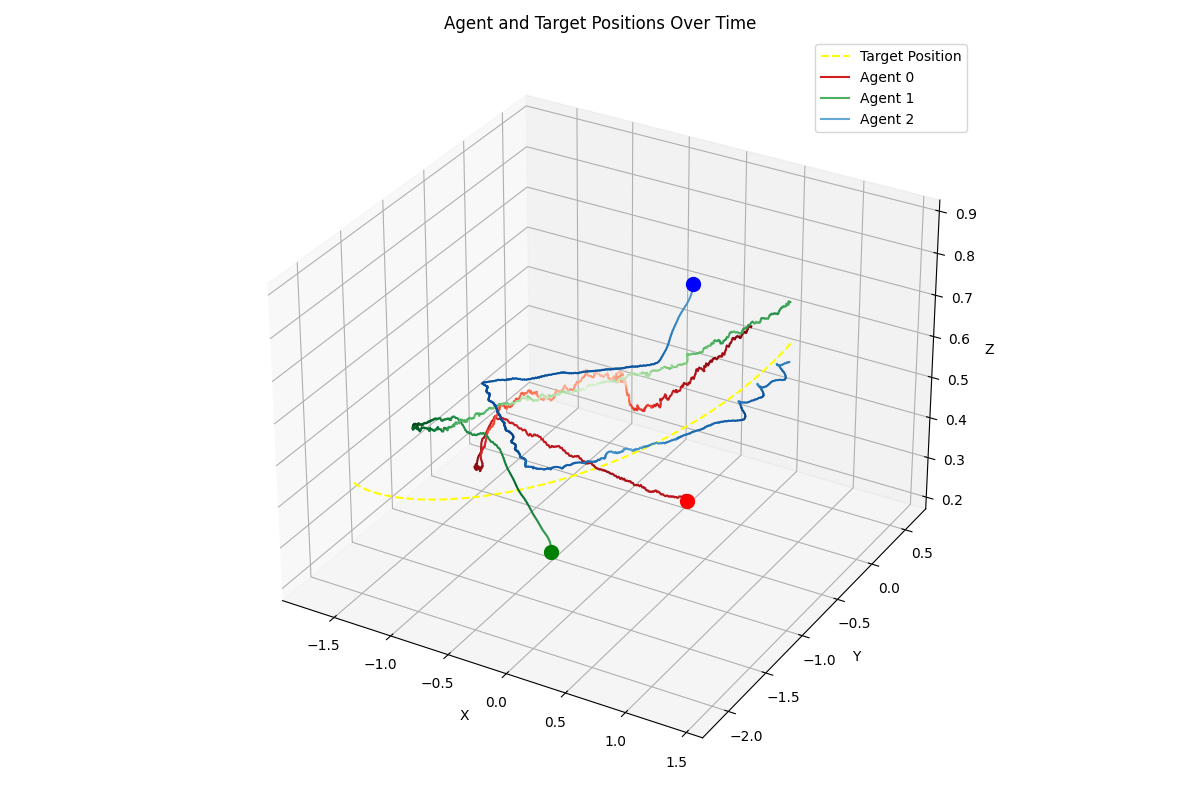 Agent and Target Positions Over Time
Target Position
Agent 0
Agent 1
Agent 2
0.9
0.8
0.7
0.6
Z
0.5
0.4
0.3
0.2
0.5
0.0
−0.5
−1.0
Y
−1.5
−2.0
−1.5
−1.0
−0.5
0.0
X
0.5
1.0
1.5